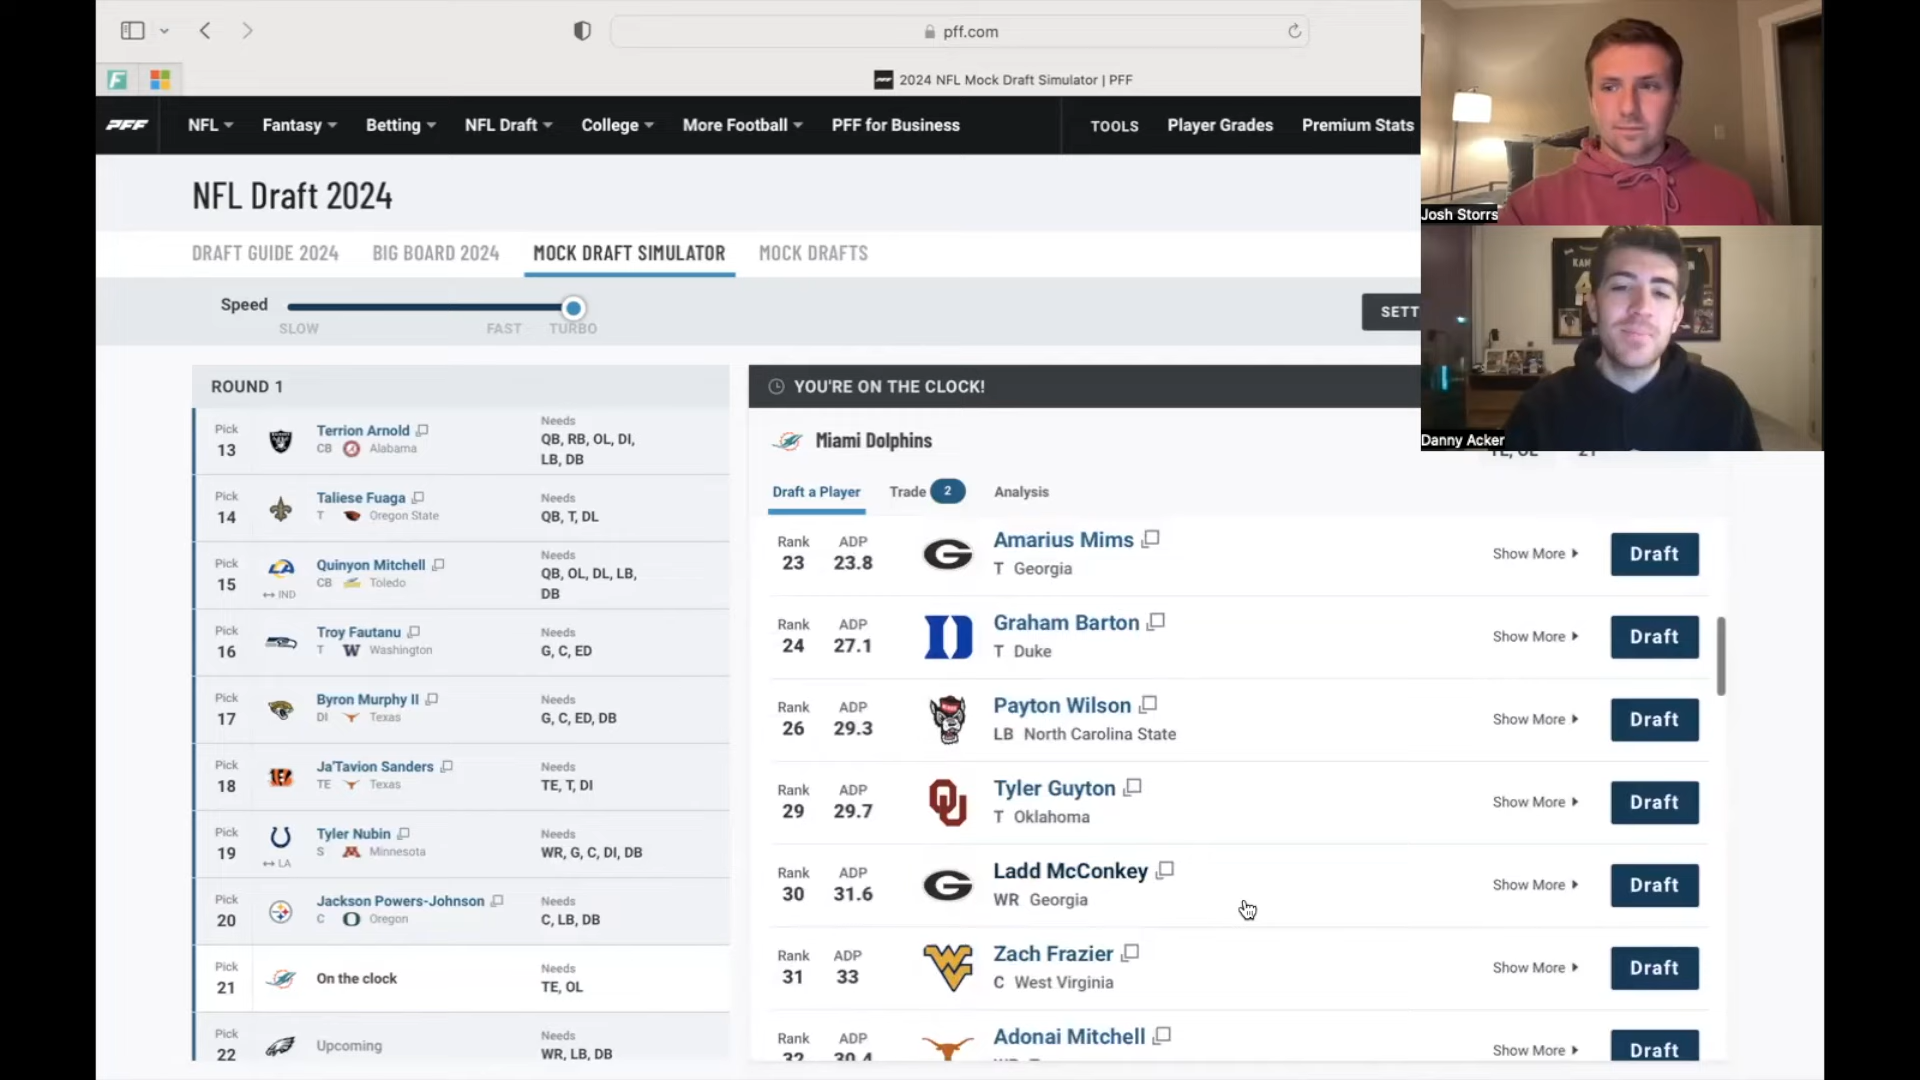 pff.com
2024 NFL Mock Draft Simulator | PFF
PFF
NFL
Fantasy
Betting
NFL Draft
College
More Football
PFF for Business
TOOLS
Player Grades
Premium Stats
NFL Draft 2024
DRAFT GUIDE 2024
BIG BOARD 2024
MOCK DRAFT SIMULATOR
MOCK DRAFTS
Speed
SLOW
FAST
TURBO
SETT
Josh Storrs
Danny Acker
ROUND 1
Pick
13
Terrion Arnold
CB Alabama
Needs
QB, RB, OL, DI,
LB, DB
Pick
14
Taliese Fuaga
T Oregon State
Needs
QB, T, DL
Pick
15
↔ IND
Quinyon Mitchell
CB Toledo
Needs
QB, OL, DL, LB,
DB
Pick
16
Troy Fautanu
T Washington
Needs
G, C, ED
Pick
17
Byron Murphy II
DI Texas
Needs
G, C, ED, DB
Pick
18
Ja'Tavion Sanders
TE Texas
Needs
TE, T, DI
Pick
19
↔ LA
Tyler Nubin
S Minnesota
Needs
WR, G, C, DI, DB
Pick
20
Jackson Powers-Johnson
C Oregon
Needs
C, LB, DB
Pick
21
On the clock
Needs
TE, OL
Pick
22
Upcoming
Needs
WR, LB, DB
YOU'RE ON THE CLOCK!
Miami Dolphins
TE, OL 21
Draft a Player
Trade 2
Analysis
Rank
23
ADP
23.8
Amarius Mims
T Georgia
Show More
Draft
Rank
24
ADP
27.1
Graham Barton
T Duke
Show More
Draft
Rank
26
ADP
29.3
Payton Wilson
LB North Carolina State
Show More
Draft
Rank
29
ADP
29.7
Tyler Guyton
T Oklahoma
Show More
Draft
Rank
30
ADP
31.6
Ladd McConkey
WR Georgia
Show More
Draft
Rank
31
ADP
33
Zach Frazier
C West Virginia
Show More
Draft
Rank
32
ADP
30.4
Adonai Mitchell
Show More
Draft